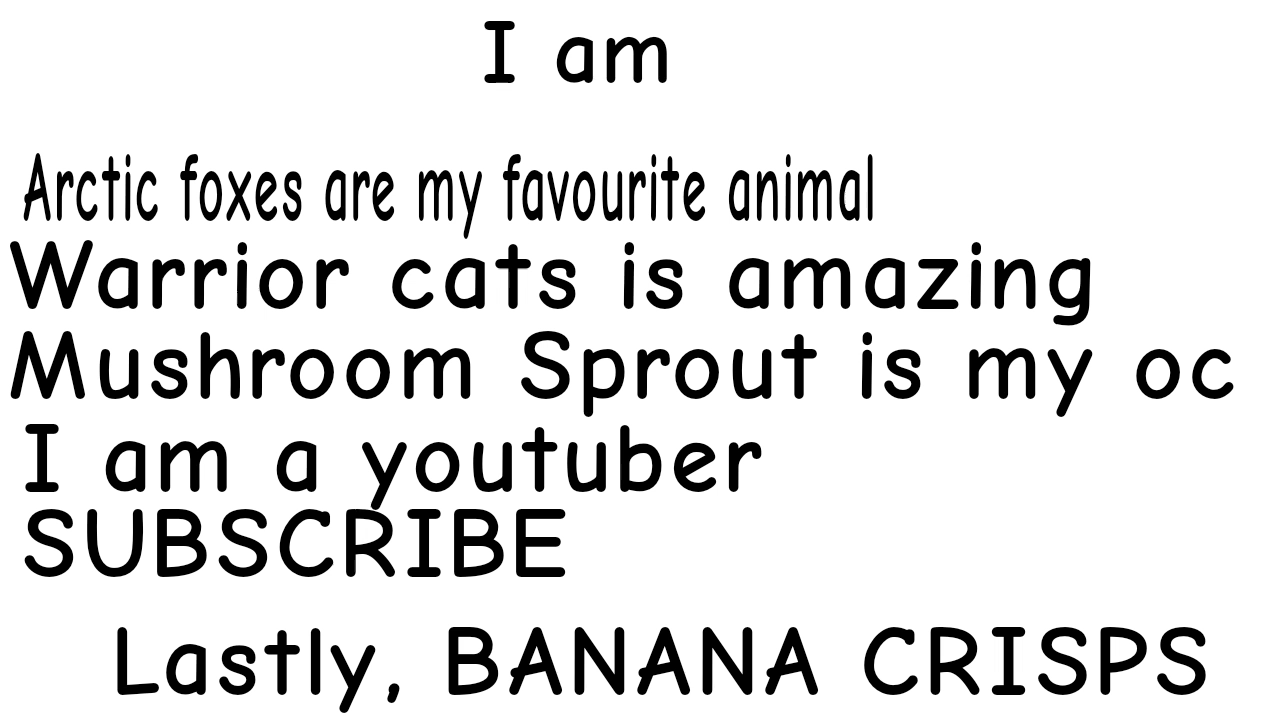 I am
Arctic foxes are my favourite animal
Warrior cats is amazing
Mushroom Sprout is my oc
I am a youtuber
SUBSCRIBE
Lastly, BANANA CRISPS